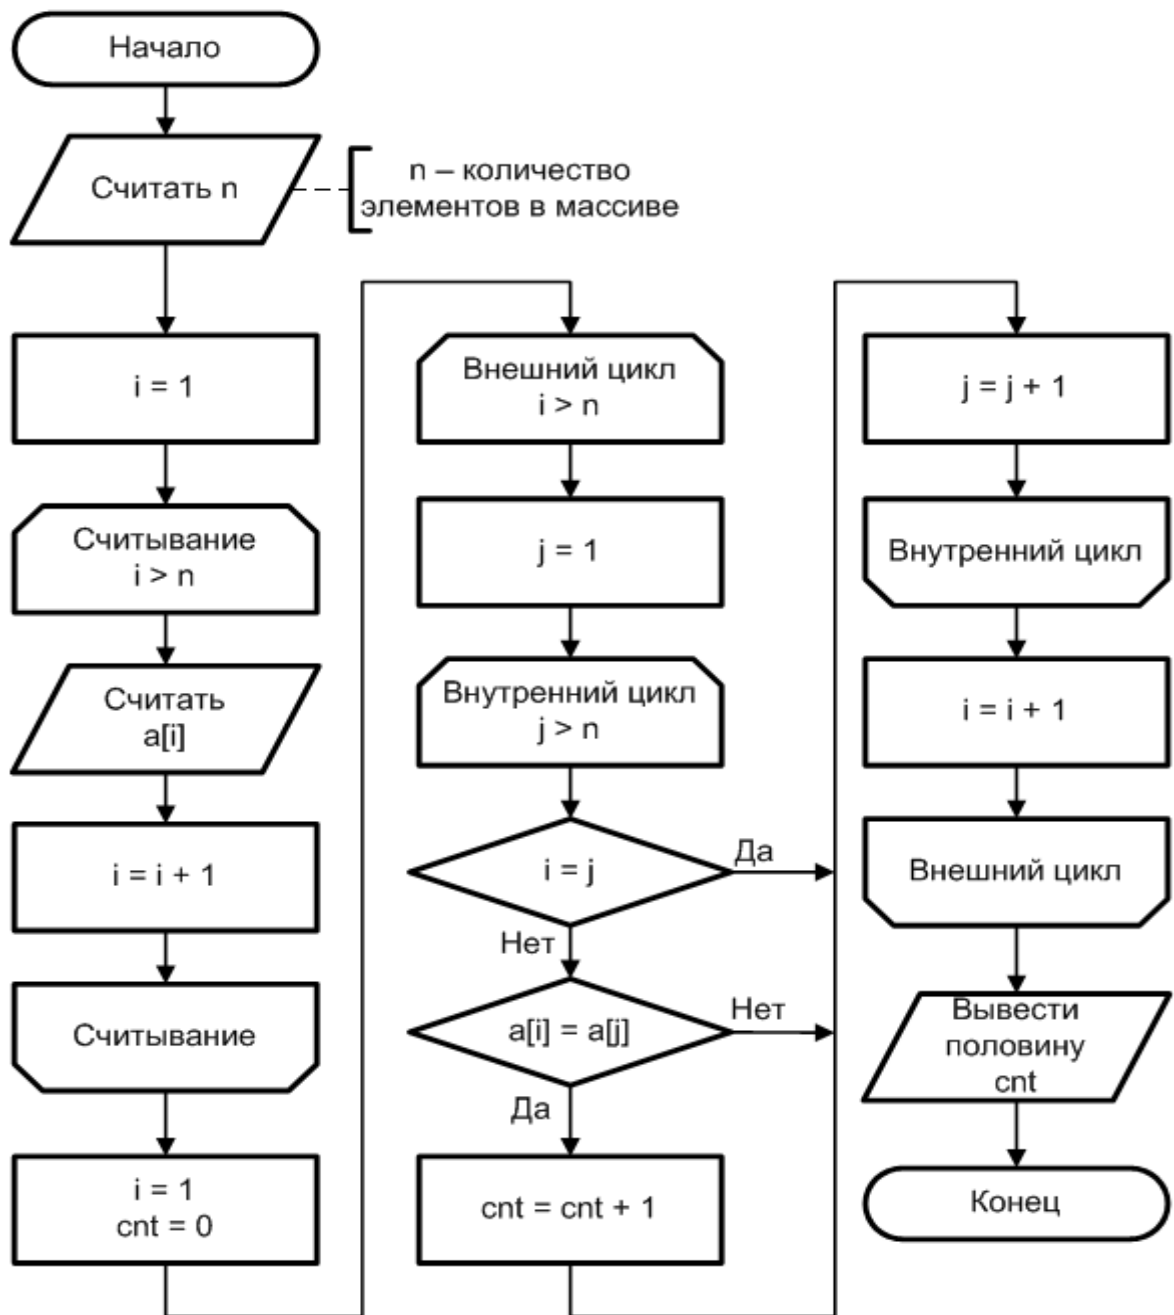 Начало
Считать n
n – количество
элементов в массиве
i = 1
Считывание
i > n
Считать
a[i]
i = i + 1
Считывание
i = 1
cnt = 0
Внешний цикл
i > n
j = 1
Внутренний цикл
j > n
i = j
Да
Нет
a[i] = a[j]
Нет
Да
cnt = cnt + 1
j = j + 1
Внутренний цикл
i = i + 1
Внешний цикл
Вывести
половину
cnt
Конец